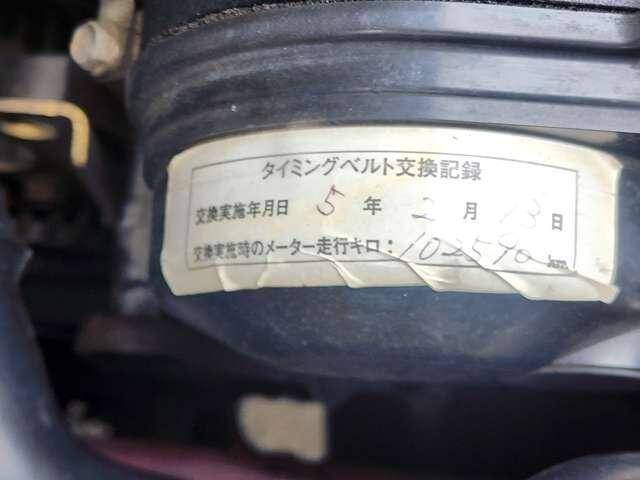 タイミングベルト交換記録
交換実施年月日 5 年 2 月 13 日
交換実施時のメーター走行キロ：102590 km